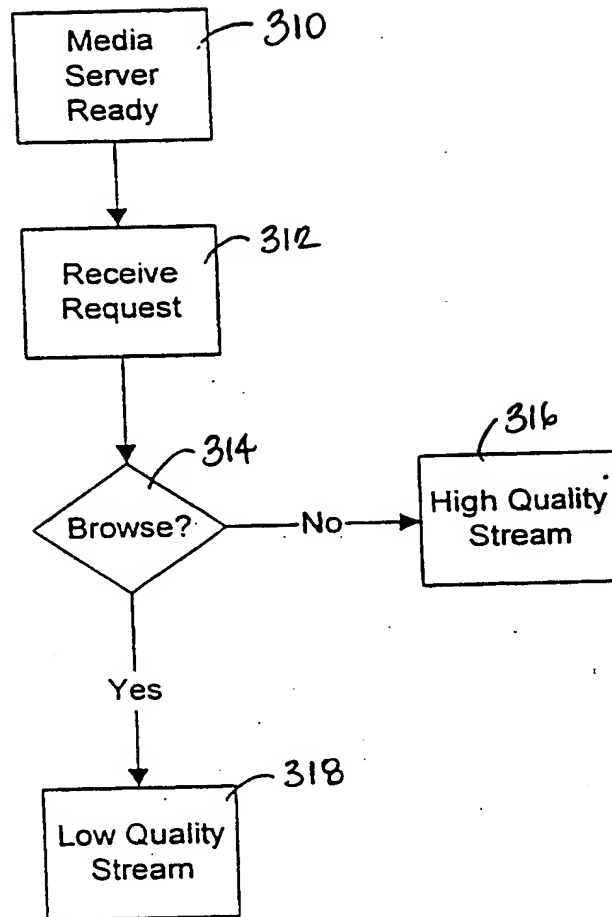 Media
Server
Ready
310
Receive
Request
312
Browse?
314
No
High Quality
Stream
316
Yes
Low Quality
Stream
318